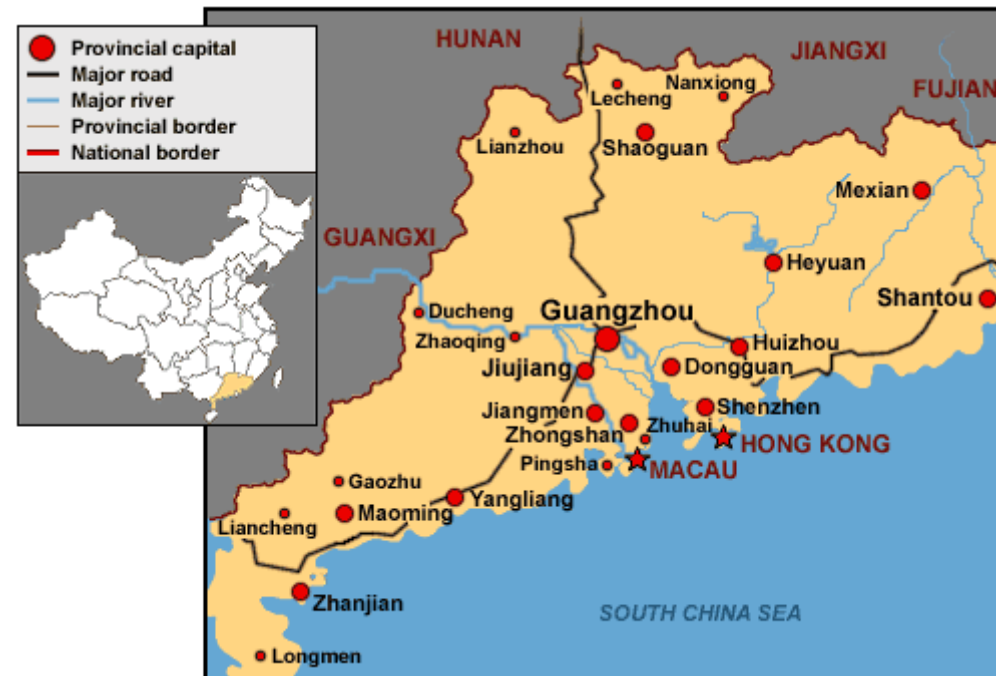 Provincial capital
Major road
Major river
Provincial border
National border
HUNAN
JIANGXI
FUJIAN
GUANGXI
Lecheng
Nanxiong
Lianzhou
Shaoguan
Mexian
Heyuan
Ducheng
Guangzhou
Shantou
Zhaoqing
Huizhou
Jiujiang
Dongguan
Jiangmen
Shenzhen
Zhongshan
Zhuhai
HONG KONG
Pingsha
MACAU
Gaozhu
Yangliang
Liancheng
Maoming
Zhanjian
SOUTH CHINA SEA
Longmen